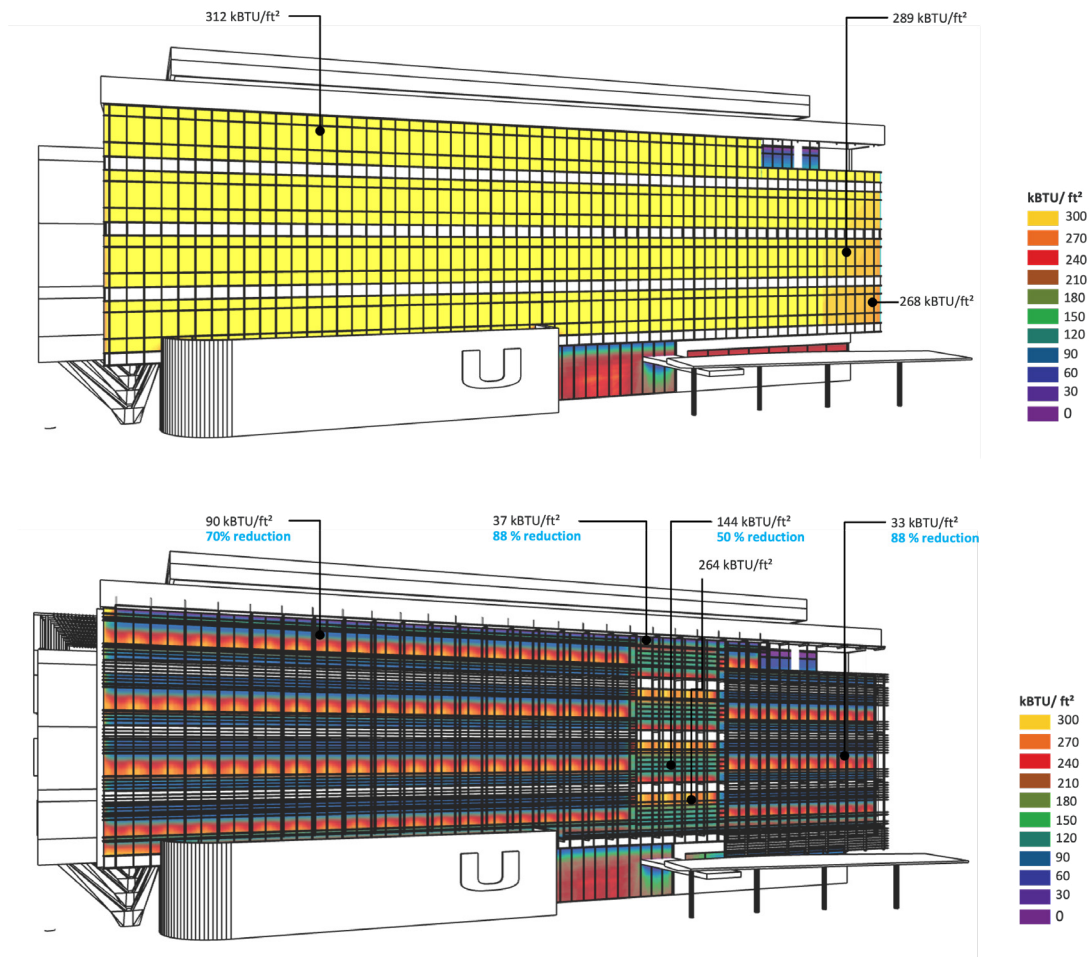 312 kBTU/ft²
289 kBTU/ft²
268 kBTU/ft²
kBTU/ ft²
300
270
240
210
180
150
120
90
60
30
0
U
90 kBTU/ft²
70% reduction
37 kBTU/ft²
88 % reduction
144 kBTU/ft²
50 % reduction
33 kBTU/ft²
88 % reduction
264 kBTU/ft²
kBTU/ ft²
300
270
240
210
180
150
120
90
60
30
0
U